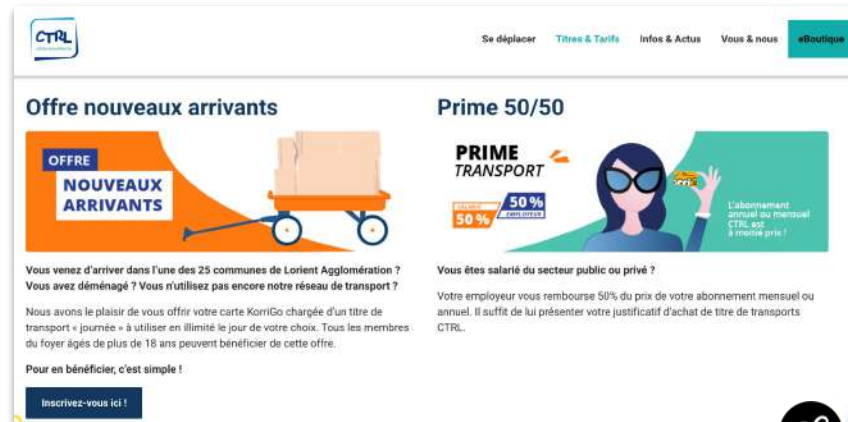 CTRL
Se déplacer Titres & Tarifs Infos & Actus Vous & nous eBoutique
Offre nouveaux arrivants
OFFRE
NOUVEAUX
ARRIVANTS
Vous venez d'arriver dans l'une des 25 communes de Lorient Agglomération ?
Vous avez déménagé ? Vous n'utilisez pas encore notre réseau de transport ?
Nous avons le plaisir de vous offrir votre carte KorriGo chargée d'un titre de
transport « journée » à utiliser en illimité le jour de votre choix. Tous les membres
du foyer âgés de plus de 18 ans peuvent bénéficier de cette offre.
Pour en bénéficier, c'est simple !
Inscrivez-vous ici !
Prime 50/50
PRIME
TRANSPORT
50 %
50 %
EMPLOYEUR
L'abonnement
annuel ou mensuel
CTRL est
à moitié prix !
Vous êtes salarié du secteur public ou privé ?
Votre employeur vous rembourse 50% du prix de votre abonnement mensuel ou
annuel. Il suffit de lui présenter votre justificatif d'achat de titre de transports
CTRL.